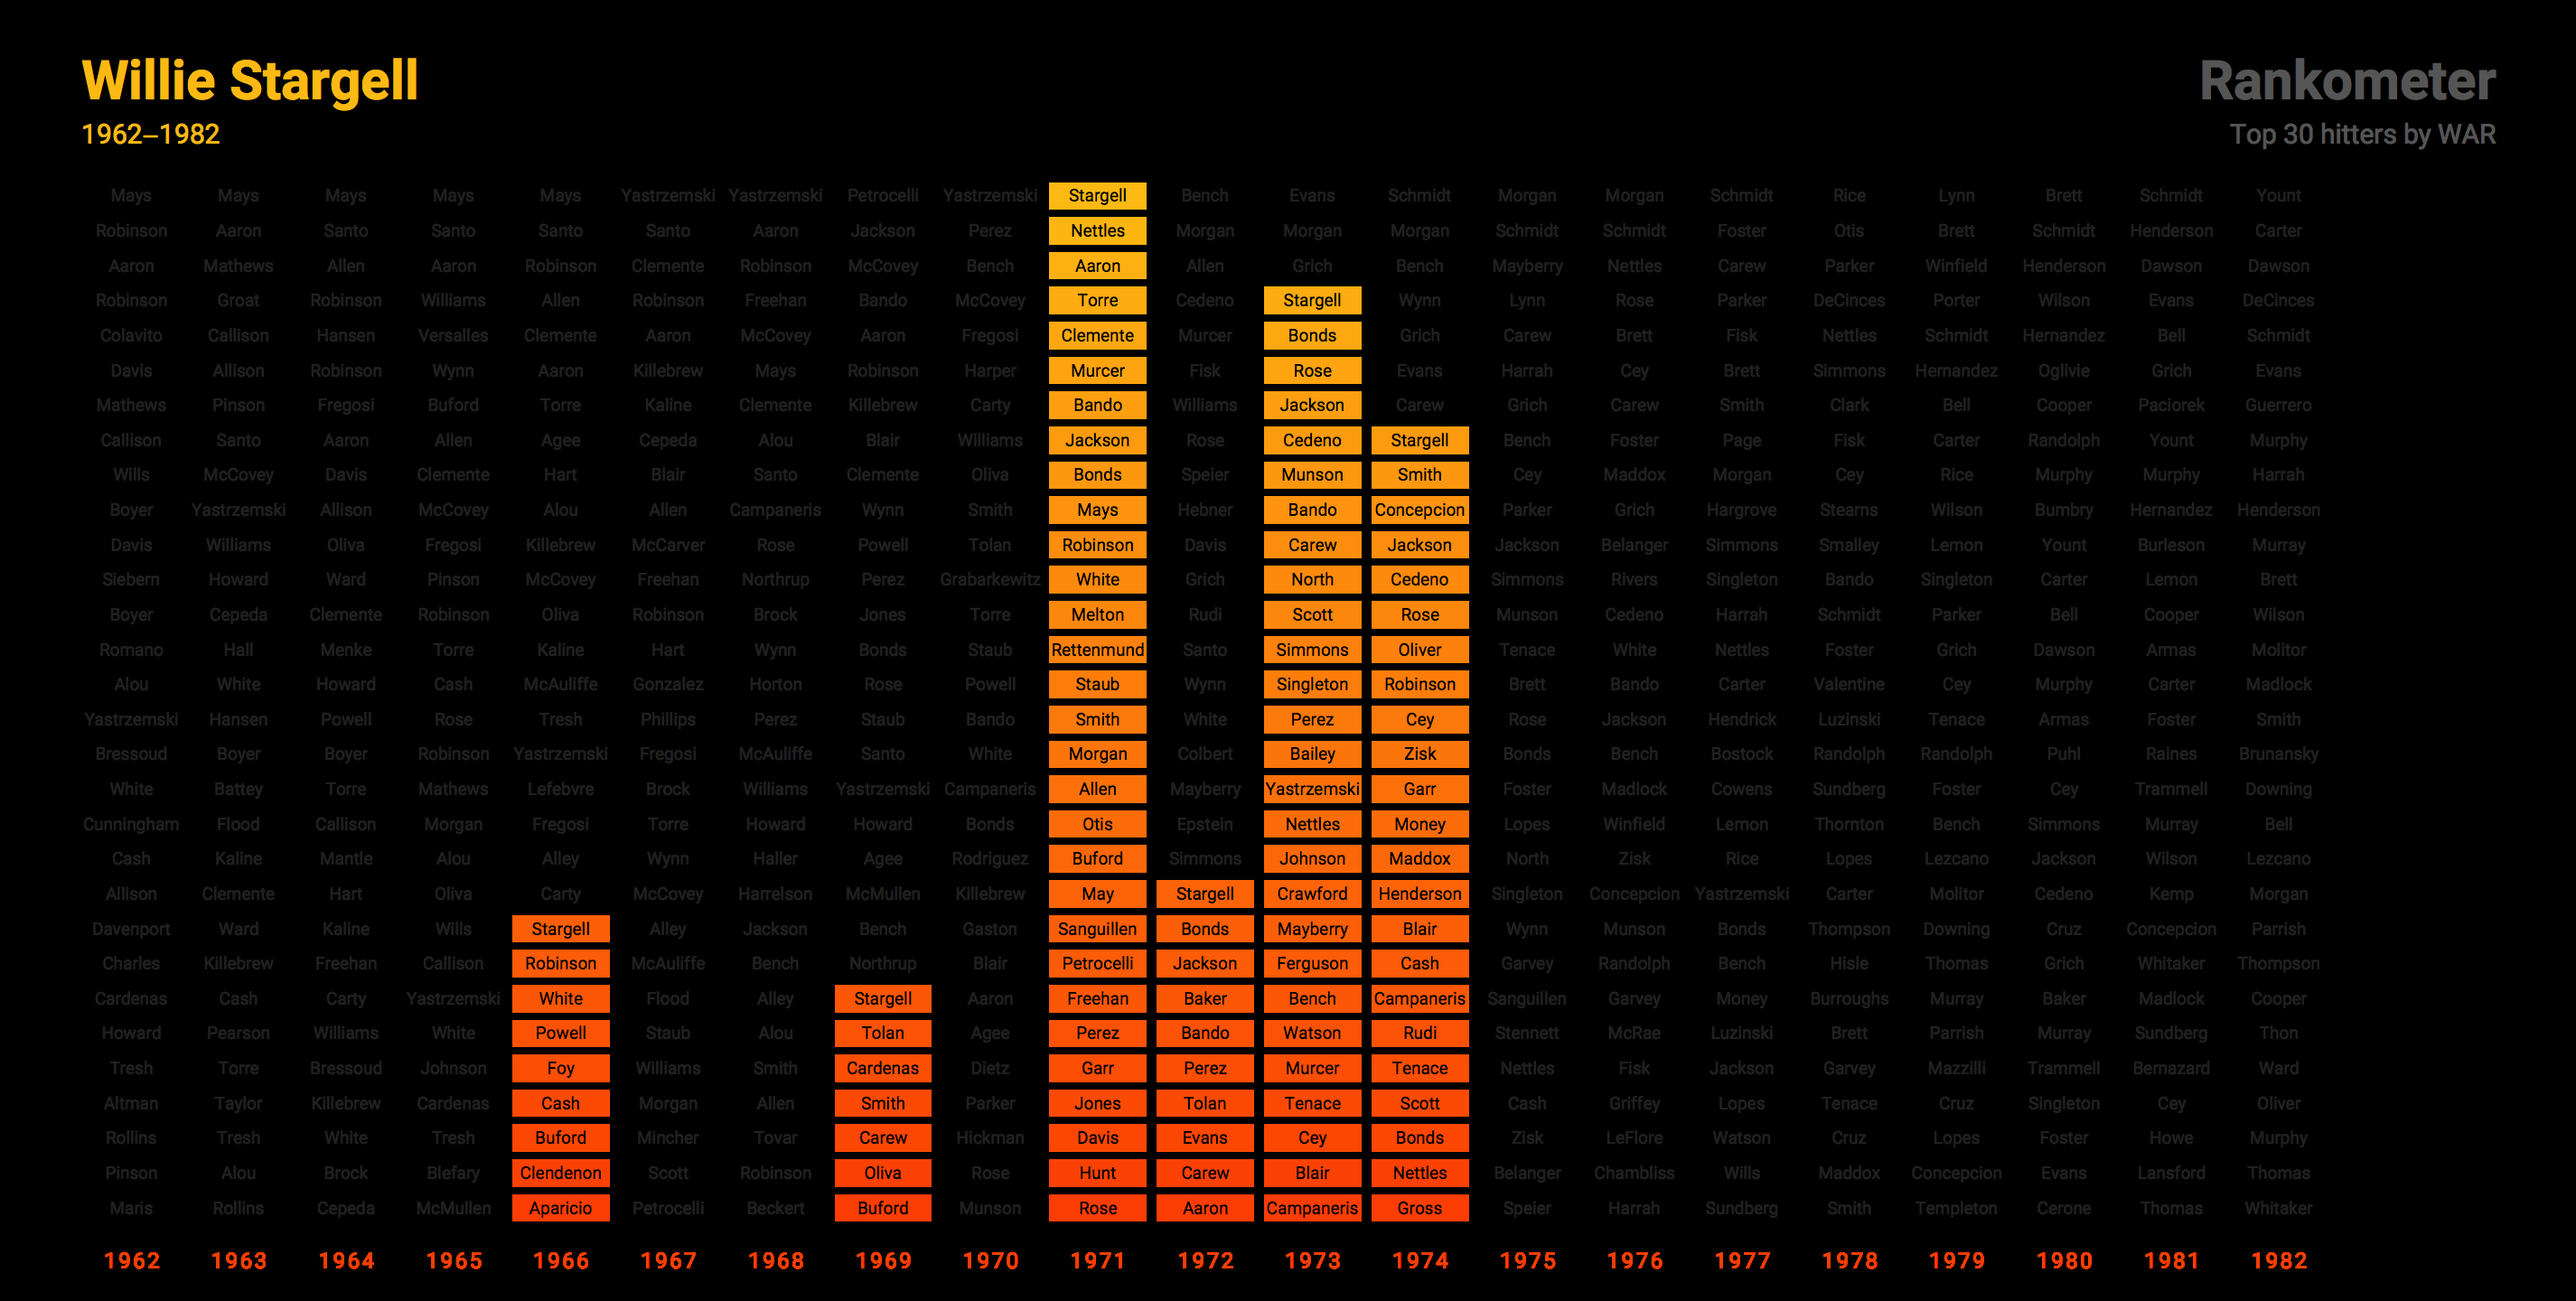 Willie Stargell
1962–1982
Rankometer
Top 30 hitters by WAR
Mays Mays Mays Mays Mays Yastrzemski Yastrzemski Petrocelli Yastrzemski Stargell Bench Evans Schmidt Morgan Morgan Schmidt Rice Lynn Brett Schmidt Yount
Robinson Aaron Santo Santo Santo Santo Aaron Jackson Perez Nettles Morgan Morgan Morgan Schmidt Schmidt Foster Otis Brett Schmidt Henderson Carter
Aaron Mathews Allen Aaron Robinson Clemente Robinson McCovey Bench Aaron Allen Grich Bench Mayberry Nettles Carew Parker Winfield Henderson Dawson Dawson
Robinson Groat Robinson Williams Allen Robinson Freehan Bando McCovey Torre Cedeno Stargell Wynn Lynn Rose Parker DeCinces Porter Wilson Evans DeCinces
Colavito Callison Hansen Versalles Clemente Aaron McCovey Aaron Fregosi Clemente Murcer Bonds Grich Carew Brett Fisk Nettles Schmidt Hernandez Bell Schmidt
Davis Allison Robinson Wynn Aaron Killebrew Mays Robinson Harper Murcer Fisk Rose Evans Harrah Cey Brett Simmons Hernandez Oglivie Grich Evans
Mathews Pinson Fregosi Buford Torre Kaline Clemente Killebrew Carty Bando Williams Jackson Carew Grich Carew Smith Clark Bell Cooper Paciorek Guerrero
Callison Santo Aaron Allen Agee Cepeda Alou Blair Williams Jackson Rose Cedeno Stargell Bench Foster Page Fisk Carter Randolph Yount Murphy
Wills McCovey Davis Clemente Hart Blair Santo Clemente Oliva Bonds Speier Munson Smith Cey Maddox Morgan Cey Rice Murphy Murphy Harrah
Boyer Yastrzemski Allison McCovey Alou Allen Campaneris Wynn Smith Mays Hebner Bando Concepcion Parker Grich Hargrove Stearns Wilson Bumbry Hernandez Henderson
Davis Williams Oliva Fregosi Killebrew McCarver Rose Powell Tolan Robinson Davis Carew Jackson Jackson Belanger Simmons Smalley Lemon Yount Burleson Murray
Siebern Howard Ward Pinson McCovey Freehan Northrup Perez Grabarkewitz White Grich North Cedeno Simmons Rivers Singleton Bando Singleton Carter Lemon Brett
Boyer Cepeda Clemente Robinson Oliva Robinson Brock Jones Torre Melton Rudi Scott Rose Munson Cedeno Harrah Schmidt Parker Bell Cooper Wilson
Romano Hall Menke Torre Kaline Hart Wynn Bonds Staub Rettenmund Santo Simmons Oliver Tenace White Nettles Foster Grich Dawson Armas Molitor
Alou White Howard Cash McAuliffe Gonzalez Horton Rose Powell Staub Wynn Singleton Robinson Brett Bando Carter Valentine Cey Murphy Carter Madlock
Yastrzemski Hansen Powell Rose Tresh Phillips Perez Staub Bando Smith White Perez Cey Rose Jackson Hendrick Luzinski Tenace Armas Foster Smith
Bressoud Boyer Boyer Robinson Yastrzemski Fregosi McAuliffe Santo White Morgan Colbert Bailey Zisk Bonds Bench Bostock Randolph Randolph Puhl Raines Brunansky
White Battey Torre Mathews Lefebvre Brock Williams Yastrzemski Campaneris Allen Mayberry Yastrzemski Garr Foster Madlock Cowens Sundberg Foster Cey Trammell Downing
Cunningham Flood Callison Morgan Fregosi Torre Howard Howard Bonds Otis Epstein Nettles Money Lopes Winfield Lemon Thornton Bench Simmons Murray Bell
Cash Kaline Mantle Alou Alley Wynn Haller Agee Rodriguez Buford Simmons Johnson Maddox North Zisk Rice Lopes Lezcano Jackson Wilson Lezcano
Allison Clemente Hart Oliva Carty McCovey Harrelson McMullen Killebrew May Stargell Crawford Henderson Singleton Concepcion Yastrzemski Carter Molitor Cedeno Kemp Morgan
Davenport Ward Kaline Wills Stargell Alley Jackson Bench Gaston Sanguillen Bonds Mayberry Blair Wynn Munson Bonds Thompson Downing Cruz Concepcion Parrish
Charles Killebrew Freehan Callison Robinson McAuliffe Bench Northrup Blair Petrocelli Jackson Ferguson Cash Garvey Randolph Bench Hisle Thomas Grich Whitaker Thompson
Cardenas Cash Carty Yastrzemski White Flood Alley Stargell Aaron Freehan Baker Bench Campaneris Sanguillen Garvey Money Burroughs Murray Baker Madlock Cooper
Howard Pearson Williams White Powell Staub Alou Tolan Agee Perez Bando Watson Rudi Stennett McRae Luzinski Brett Parrish Murray Sundberg Thon
Tresh Torre Bressoud Johnson Foy Williams Smith Cardenas Dietz Garr Perez Murcer Tenace Nettles Fisk Jackson Garvey Mazzilli Trammell Bernazard Ward
Altman Taylor Killebrew Cardenas Cash Morgan Allen Smith Parker Jones Tolan Tenace Scott Cash Griffey Lopes Tenace Cruz Singleton Cey Oliver
Rollins Tresh White Tresh Buford Mincher Tovar Carew Hickman Davis Evans Cey Bonds Zisk LeFlore Watson Cruz Lopes Foster Howe Murphy
Pinson Alou Brock Blefary Clendenon Scott Robinson Oliva Rose Hunt Carew Blair Nettles Belanger Chambliss Wills Maddox Concepcion Evans Lansford Thomas
Maris Rollins Cepeda McMullen Aparicio Petrocelli Beckert Buford Munson Rose Aaron Campaneris Gross Speier Harrah Sundberg Smith Templeton Cerone Thomas Whitaker
1962 1963 1964 1965 1966 1967 1968 1969 1970 1971 1972 1973 1974 1975 1976 1977 1978 1979 1980 1981 1982